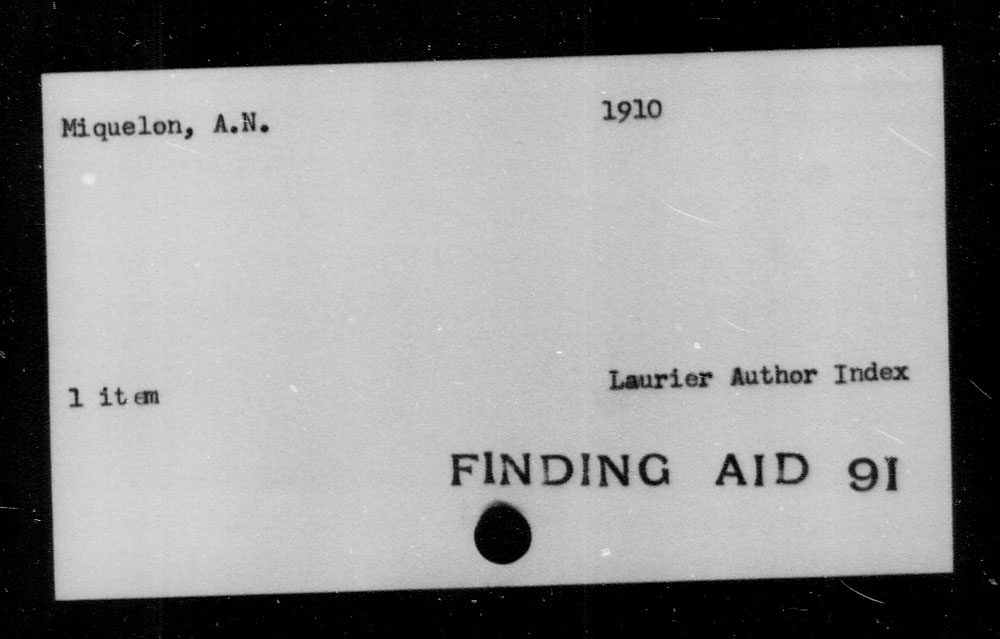 Miquelon, A.N. 1910
1 item Laurier Author Index
FINDING AID 91